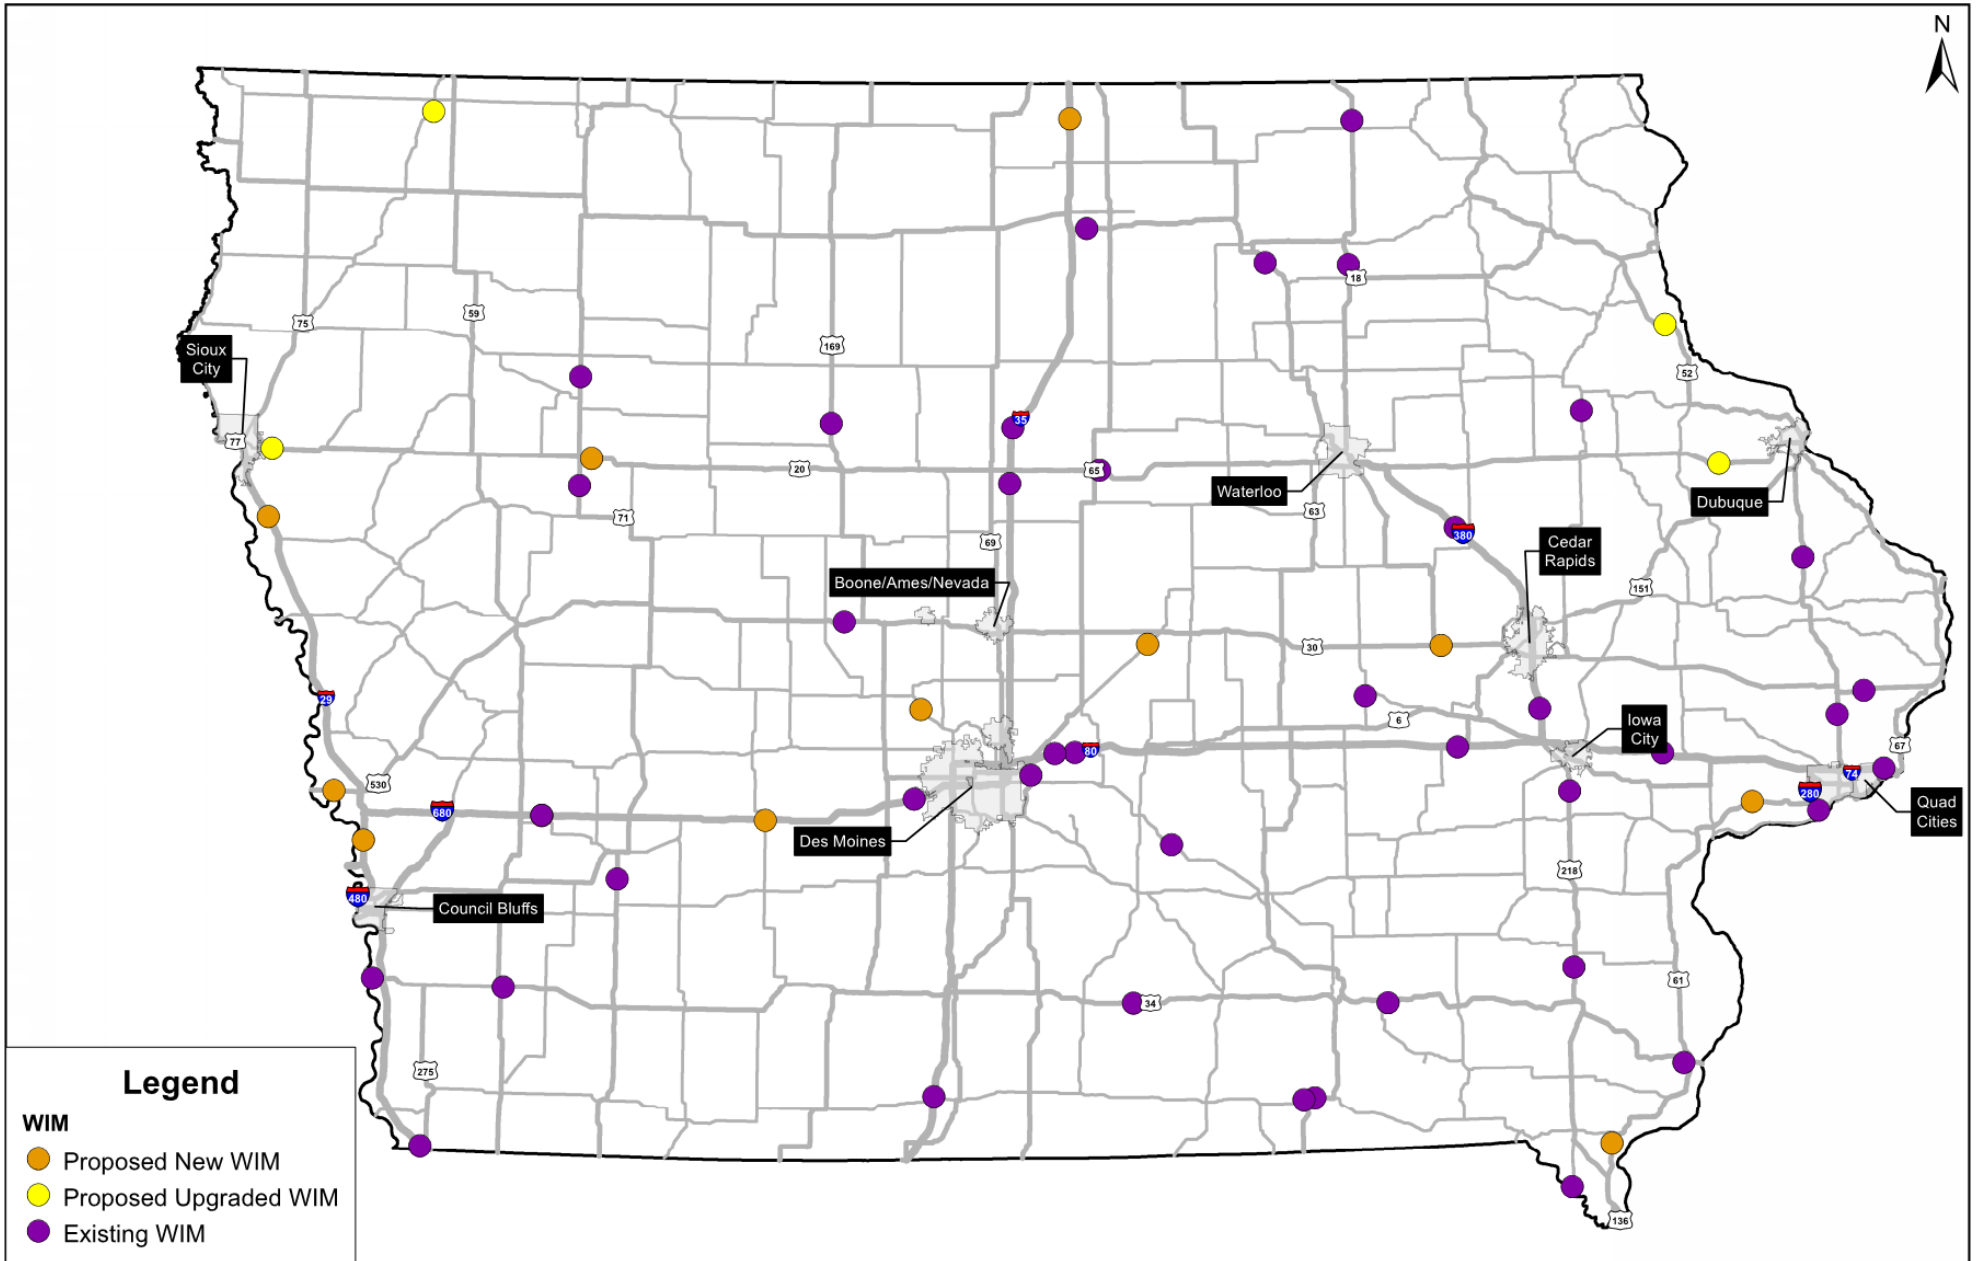 N
18
59
75
Sioux
City
169
52
35
77
20
65
Waterloo
Dubuque
71
63
69
380
Cedar
Rapids
Boone/Ames/Nevada
151
30
29
6
Iowa
City
67
80
74
530
280
680
Quad
Cities
Des Moines
218
480
Council Bluffs
61
34
275
136
Legend
WIM
Proposed New WIM
Proposed Upgraded WIM
Existing WIM